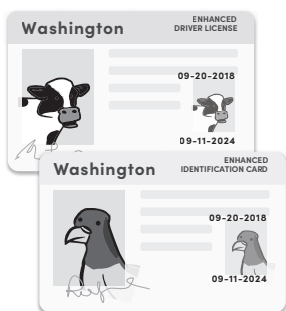 Washington
ENHANCED
DRIVER LICENSE
09-20-2018
09-11-2024
Washington
ENHANCED
IDENTIFICATION CARD
09-20-2018
09-11-2024